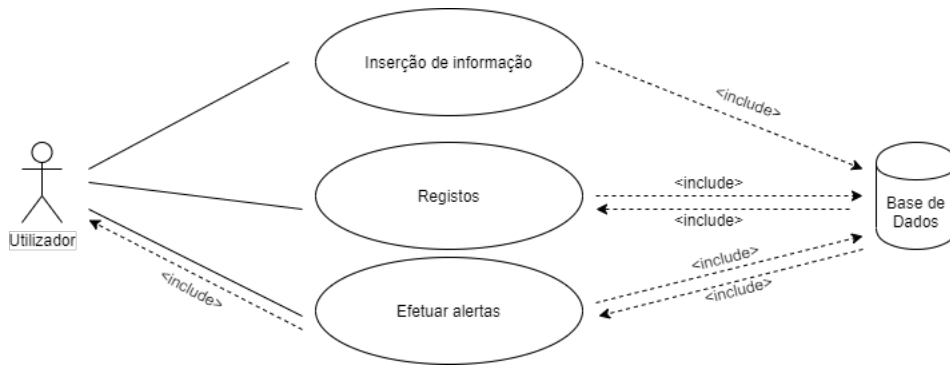 Inserção de informação
<include>
Utilizador
Registos
<include>
<include>
Base de
Dados
<include>
Efetuar alertas
<include>
<include>